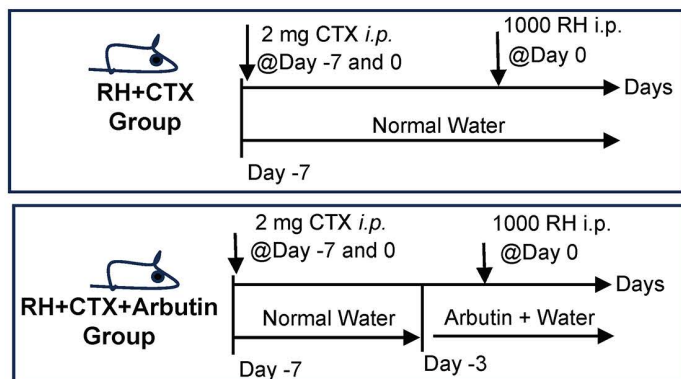 2 mg CTX i.p.
@Day -7 and 0
1000 RH i.p.
@Day 0
RH+CTX
Group
Days
Normal Water
Day -7
2 mg CTX i.p.
@Day -7 and 0
1000 RH i.p.
@Day 0
RH+CTX+Arbutin
Group
Days
Normal Water
Arbutin + Water
Day -7
Day -3